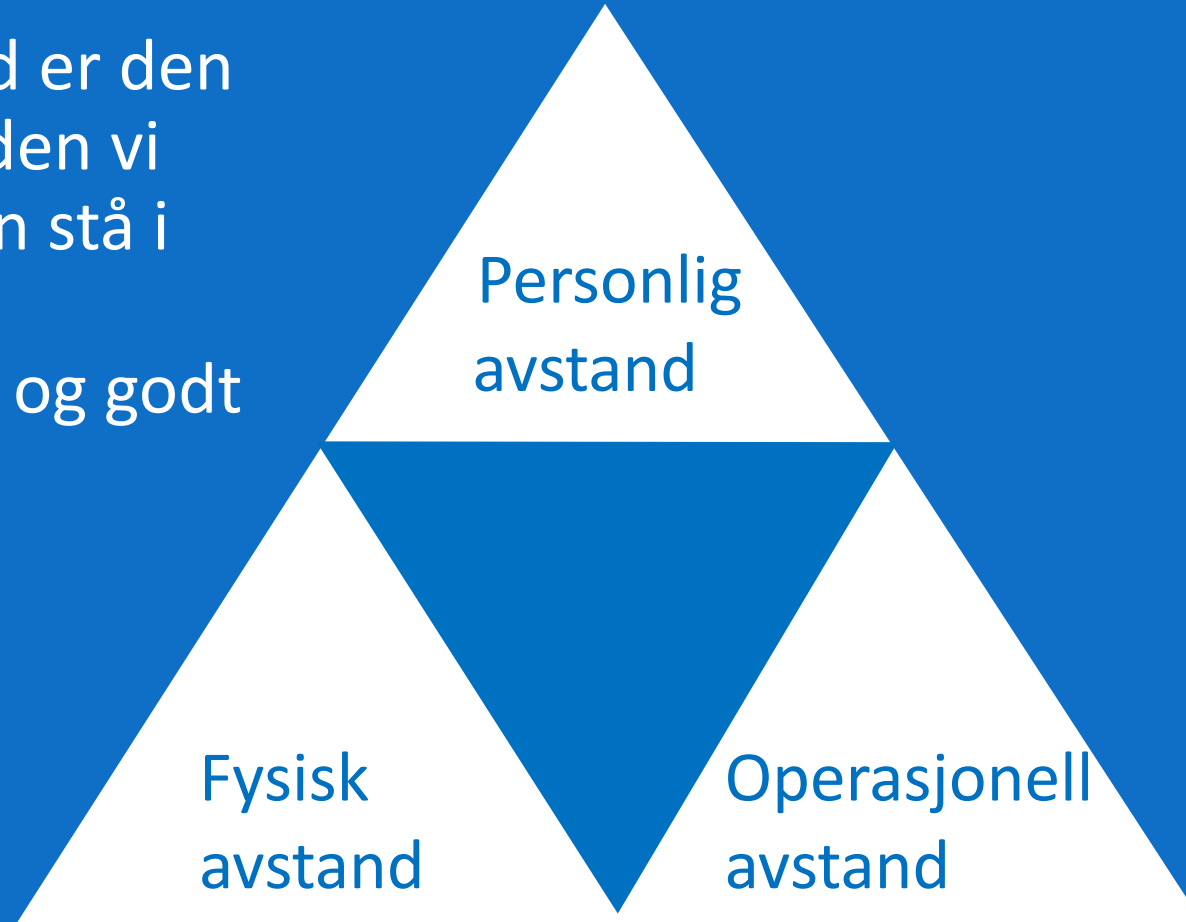 d er den
den vi
n stå i
og godt
Personlig
avstand
Fysisk
avstand
Operasjonell
avstand